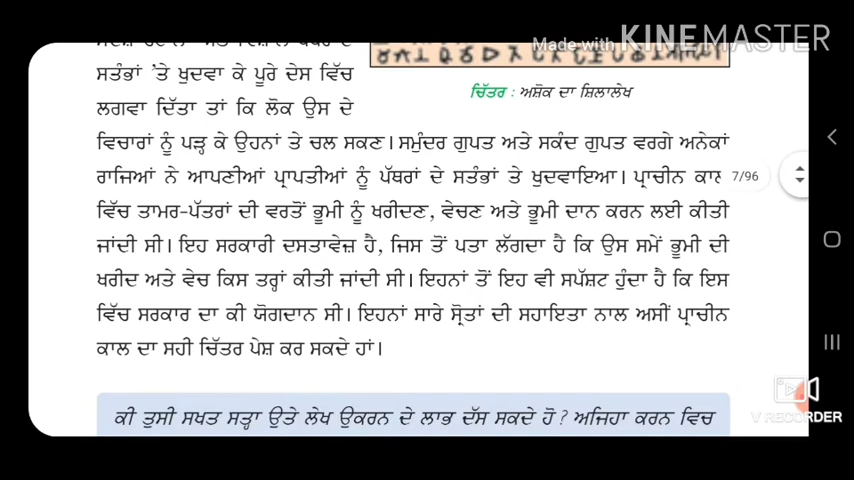 Made with KINEMASTER
ਸਤੰਭਾਂ 'ਤੇ ਖੁਦਵਾ ਕੇ ਪੂਰੇ ਦੇਸ ਵਿੱਚ
ਚਿੱਤਰ : ਅਸ਼ੋਕ ਦਾ ਸ਼ਿਲਾਲੇਖ
ਲਗਵਾ ਦਿੱਤਾ ਤਾਂ ਕਿ ਲੋਕ ਉਸ ਦੇ
ਵਿਚਾਰਾਂ ਨੂੰ ਪੜ੍ਹ ਕੇ ਉਹਨਾਂ ਤੇ ਚਲ ਸਕਣ। ਸਮੁੰਦਰ ਗੁਪਤ ਅਤੇ ਸਕੰਦ ਗੁਪਤ ਵਰਗੇ ਅਨੇਕਾਂ
ਰਾਜਿਆਂ ਨੇ ਆਪਣੀਆਂ ਪ੍ਰਾਪਤੀਆਂ ਨੂੰ ਪੱਥਰਾਂ ਦੇ ਸਤੰਭਾਂ ਤੇ ਖੁਦਵਾਇਆ। ਪ੍ਰਾਚੀਨ
7/96
ਵਿੱਚ ਤਾਮਰ-ਪੱਤਰਾਂ ਦੀ ਵਰਤੋਂ ਭੂਮੀ ਨੂੰ ਖਰੀਦਣ, ਵੇਚਣ ਅਤੇ ਭੂਮੀ ਦਾਨ ਕਰਨ ਲਈ ਕੀਤੀ
ਜਾਂਦੀ ਸੀ। ਇਹ ਸਰਕਾਰੀ ਦਸਤਾਵੇਜ਼ ਹੈ, ਜਿਸ ਤੋਂ ਪਤਾ ਲੱਗਦਾ ਹੈ ਕਿ ਉਸ ਸਮੇਂ ਭੂਮੀ ਦੀ
ਖਰੀਦ ਅਤੇ ਵੇਚ ਕਿਸ ਤਰ੍ਹਾਂ ਕੀਤੀ ਜਾਂਦੀ ਸੀ। ਇਹਨਾਂ ਤੋਂ ਇਹ ਵੀ ਸਪੱਸ਼ਟ ਹੁੰਦਾ ਹੈ ਕਿ ਇਸ
ਵਿੱਚ ਸਰਕਾਰ ਦਾ ਕੀ ਯੋਗਦਾਨ ਸੀ। ਇਹਨਾਂ ਸਾਰੇ ਸ੍ਰੋਤਾਂ ਦੀ ਸਹਾਇਤਾ ਨਾਲ ਅਸੀਂ ਪ੍ਰਾਚੀਨ
ਕਾਲ ਦਾ ਸਹੀ ਚਿੱਤਰ ਪੇਸ਼ ਕਰ ਸਕਦੇ ਹਾਂ।
V RECORDER
ਕੀ ਤੁਸੀ ਸਖਤ ਸਤ੍ਹਾ ਉਤੇ ਲੇਖ ਉਕਰਨ ਦੇ ਲਾਭ ਦੱਸ ਸਕਦੇ ਹੋ? ਅਜਿਹਾ ਕਰਨ ਵਿਚ